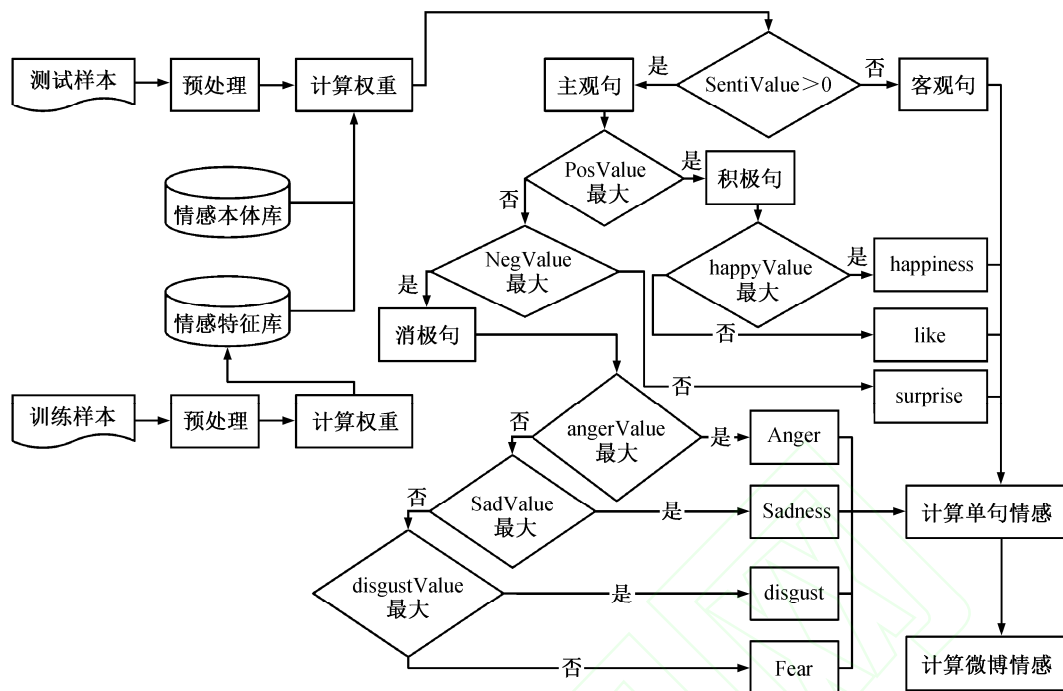 测试样本
预处理
计算权重
主观句
是
SentiValue>0
否
客观句
情感本体库
PosValue
最大
是
积极句
否
NegValue
最大
happyValue
最大
是
happiness
情感特征库
是
消极句
否
like
否
surprise
训练样本
预处理
计算权重
否
angerValue
最大
是
Anger
否
SadValue
最大
是
Sadness
计算单句情感
disgustValue
最大
是
disgust
否
Fear
计算微博情感